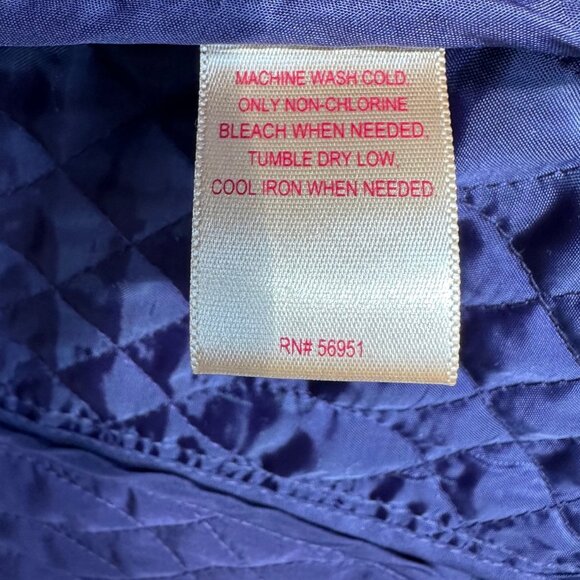 MACHINE WASH COLD
ONLY NON-CHLORINE
BLEACH WHEN NEEDED,
TUMBLE DRY LOW,
COOL IRON WHEN NEEDED
RN# 56951